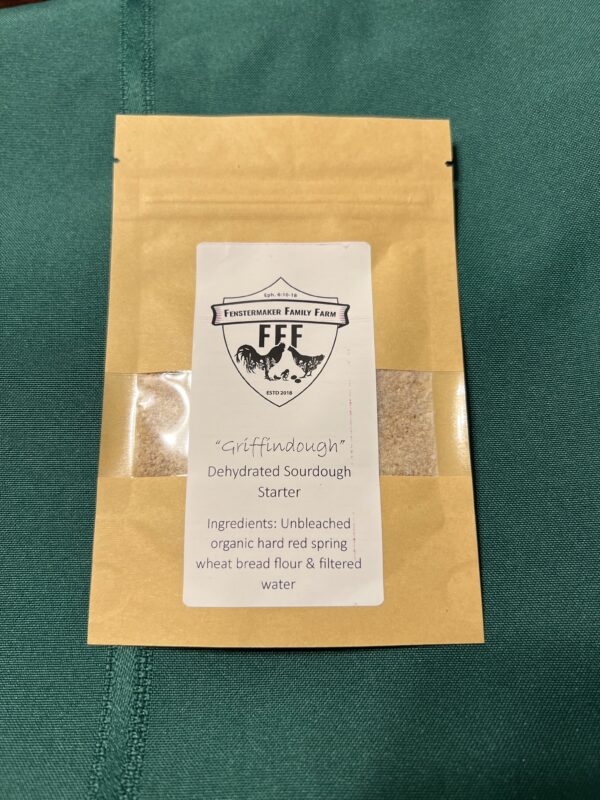 Eph. 6:10-18
FENSTERMAKER FAMILY FARM
FFF
ESTD 2018
"Griffindough"
Dehydrated Sourdough
Starter
Ingredients: Unbleached
organic hard red spring
wheat bread flour & filtered
water